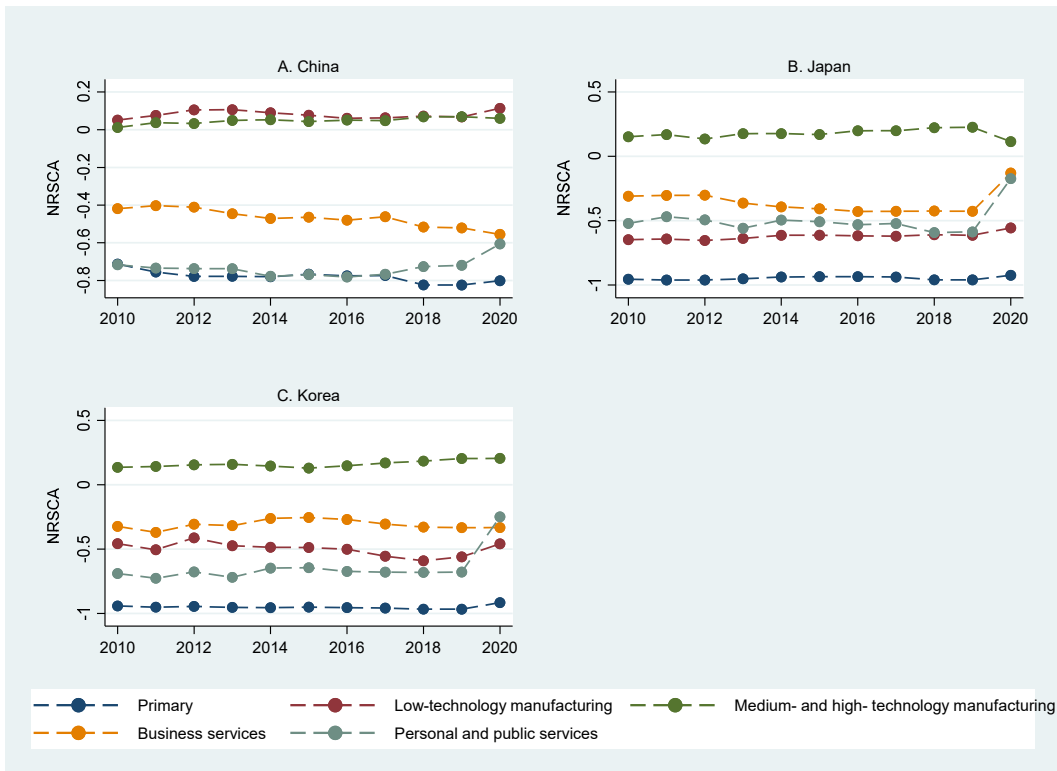 A. China
NRSCA
0.2
0
-0.2
-0.4
-0.6
-0.8
2010 2012 2014 2016 2018 2020
B. Japan
NRSCA
0.5
0
-0.5
-1
2010 2012 2014 2016 2018 2020
C. Korea
NRSCA
0.5
0
-0.5
-1
2010 2012 2014 2016 2018 2020
Primary Low-technology manufacturing Medium- and high- technology manufacturing
Business services Personal and public services